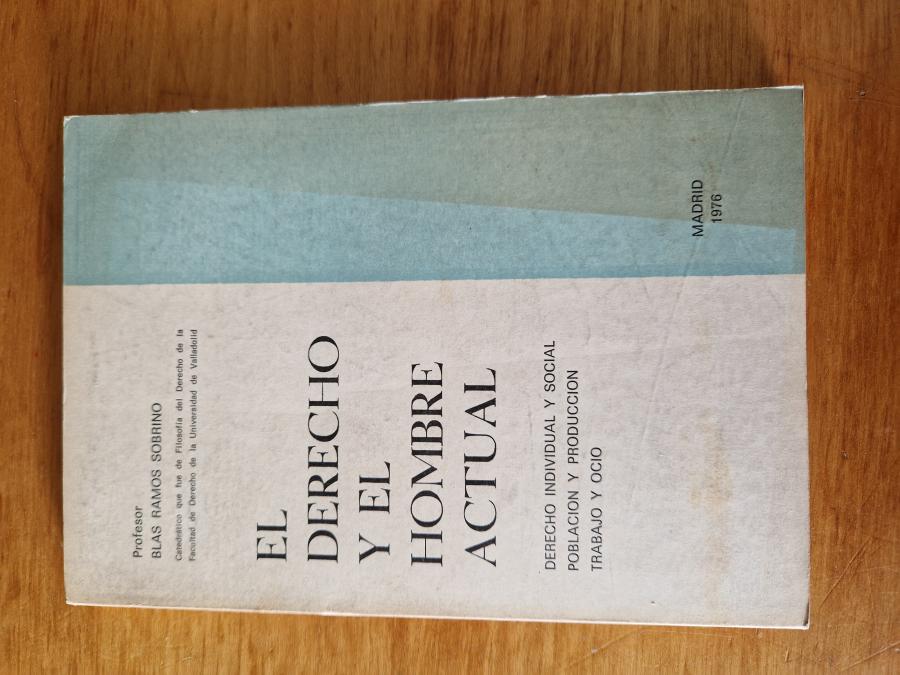 Profesor
BLAS RAMOS SOBRINO
Catedrático que fue de Filosofía del Derecho de la
Facultad de Derecho de la Universidad de Valladolid
EL
DERECHO
Y EL
HOMBRE
ACTUAL
DERECHO INDIVIDUAL Y SOCIAL
POBLACION Y PRODUCCION
TRABAJO Y OCIO
MADRID
1976